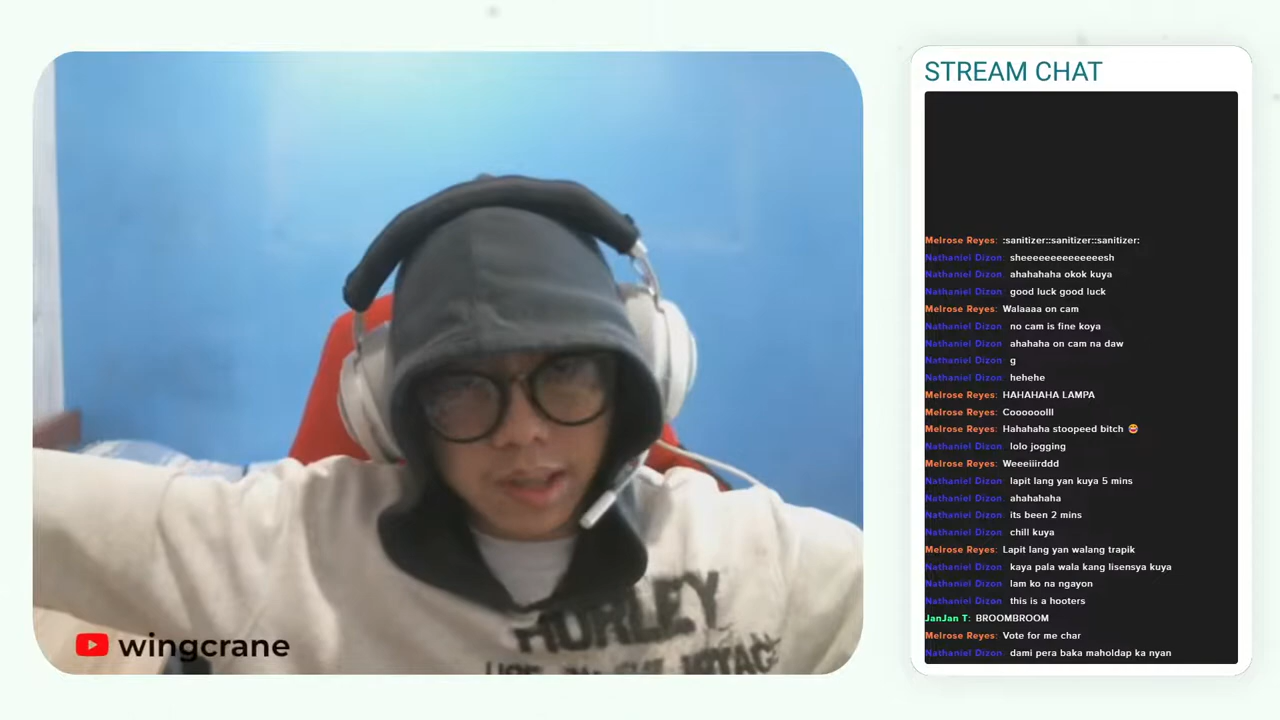 STREAM CHAT
Melrose Reyes: :sanitizer::sanitizer::sanitizer:
Nathaniel Dizon: sheeeeeeeeeeeeeesh
Nathaniel Dizon: ahahahaha okok kuya
Nathaniel Dizon: good luck good luck
Melrose Reyes: Walaaaa on cam
Nathaniel Dizon: no cam is fine koya
Nathaniel Dizon: ahahaha on cam na daw
Nathaniel Dizon: g
Nathaniel Dizon: hehehe
Melrose Reyes: HAHAHAHA LAMPA
Melrose Reyes: Coooooolll
Melrose Reyes: Hahahaha stoopeed bitch 🥰
Nathaniel Dizon: lolo jogging
Melrose Reyes: Weeeiiirddd
Nathaniel Dizon: lapit lang yan kuya 5 mins
Nathaniel Dizon: ahahahaha
Nathaniel Dizon: its been 2 mins
Nathaniel Dizon: chill kuya
Melrose Reyes: Lapit lang yan walang trapik
Nathaniel Dizon: kaya pala wala kang lisensya kuya
Nathaniel Dizon: lam ko na ngayon
Nathaniel Dizon: this is a hooters
JanJan T: BROOMBROOM
Melrose Reyes: Vote for me char
Nathaniel Dizon: dami pera baka maholdap ka nyan
HURLEY
wingcrane